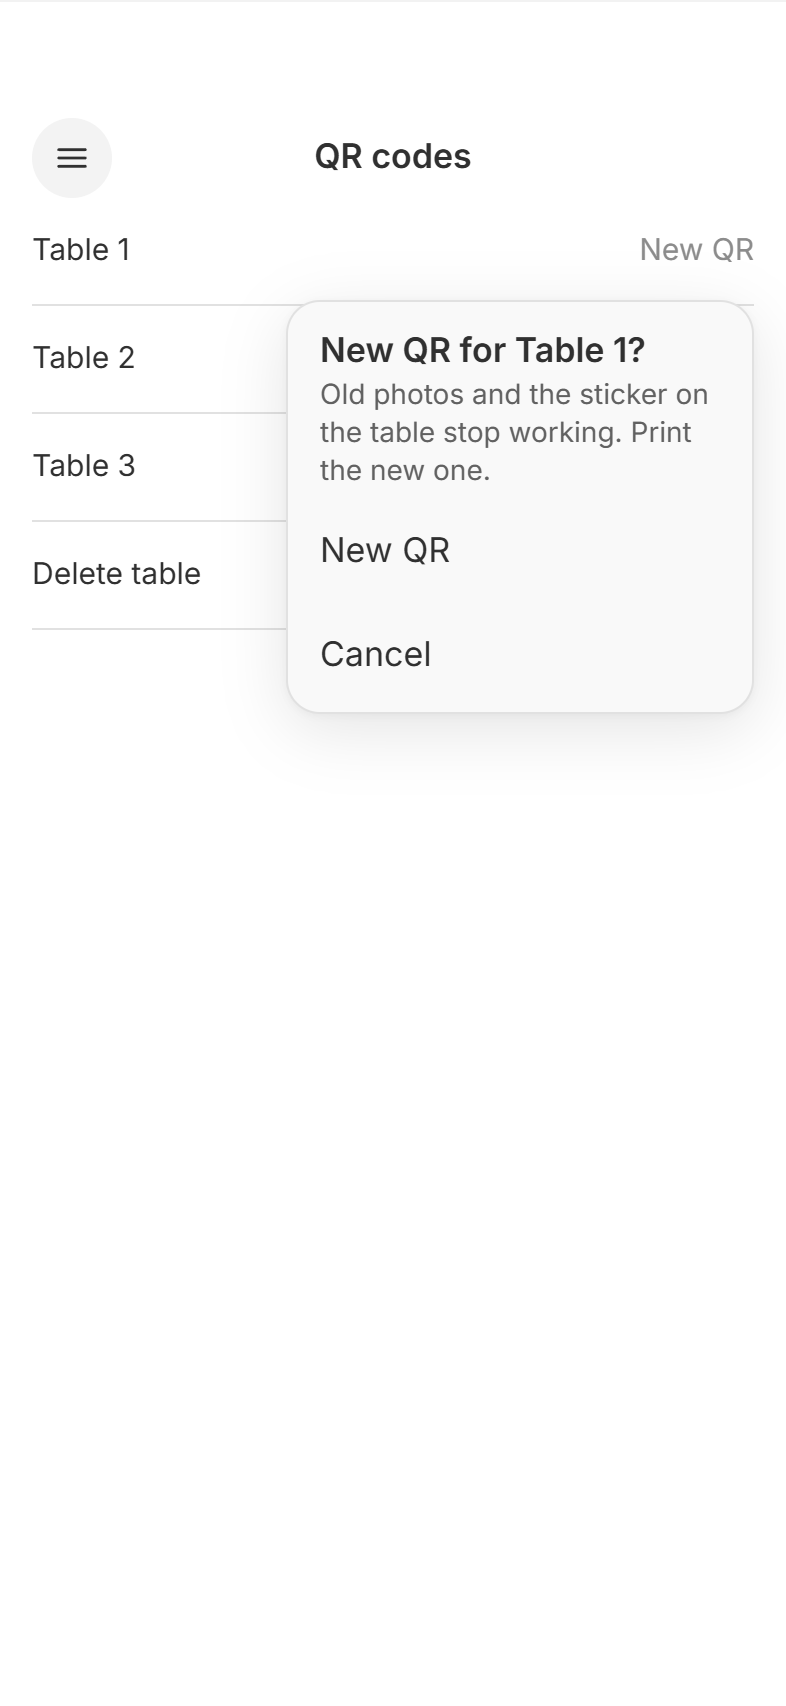 QR codes
Table 1
New QR
Table 2
Table 3
Delete table
New QR for Table 1?
Old photos and the sticker on
the table stop working. Print
the new one.
New QR
Cancel